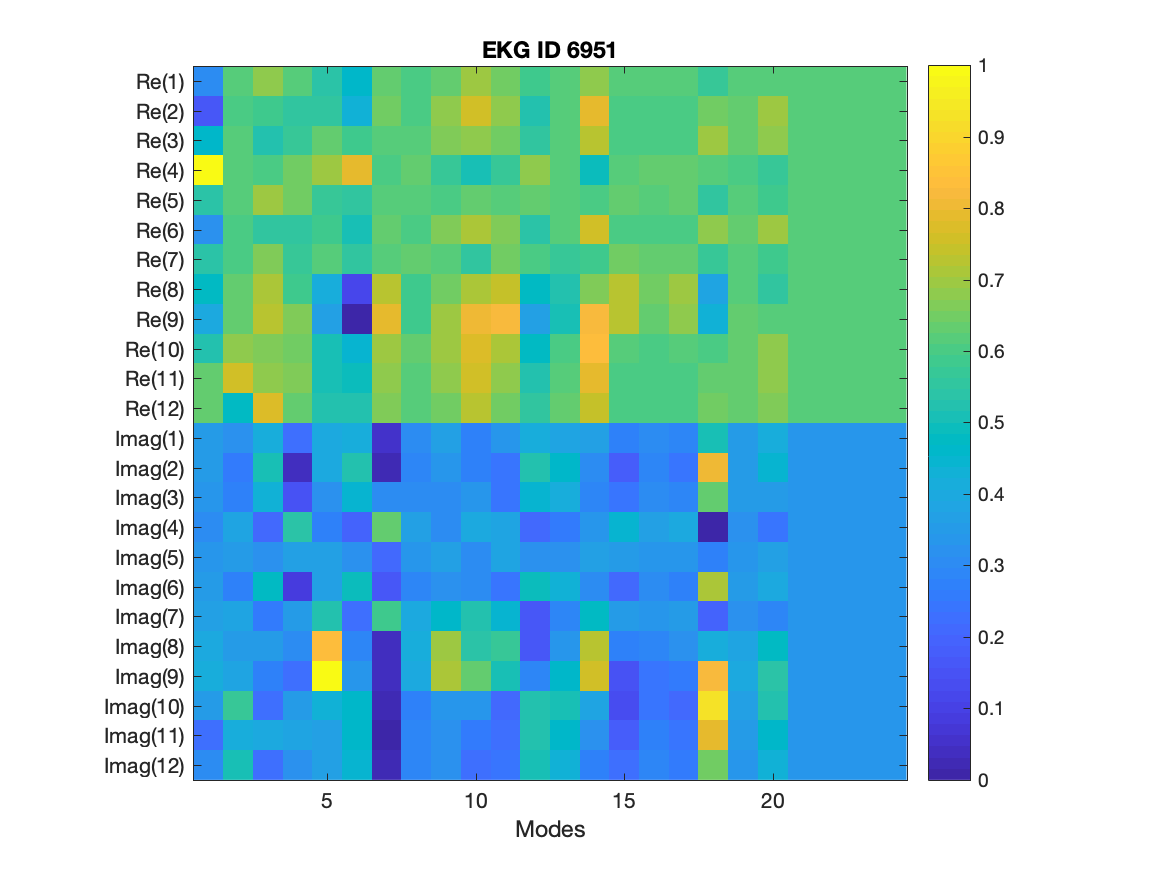 EKG ID 6951
Re(1)
Re(2)
Re(3)
Re(4)
Re(5)
Re(6)
Re(7)
Re(8)
Re(9)
Re(10)
Re(11)
Re(12)
Imag(1)
Imag(2)
Imag(3)
Imag(4)
Imag(5)
Imag(6)
Imag(7)
Imag(8)
Imag(9)
Imag(10)
Imag(11)
Imag(12)
5 10 15 20
Modes
1
0.9
0.8
0.7
0.6
0.5
0.4
0.3
0.2
0.1
0